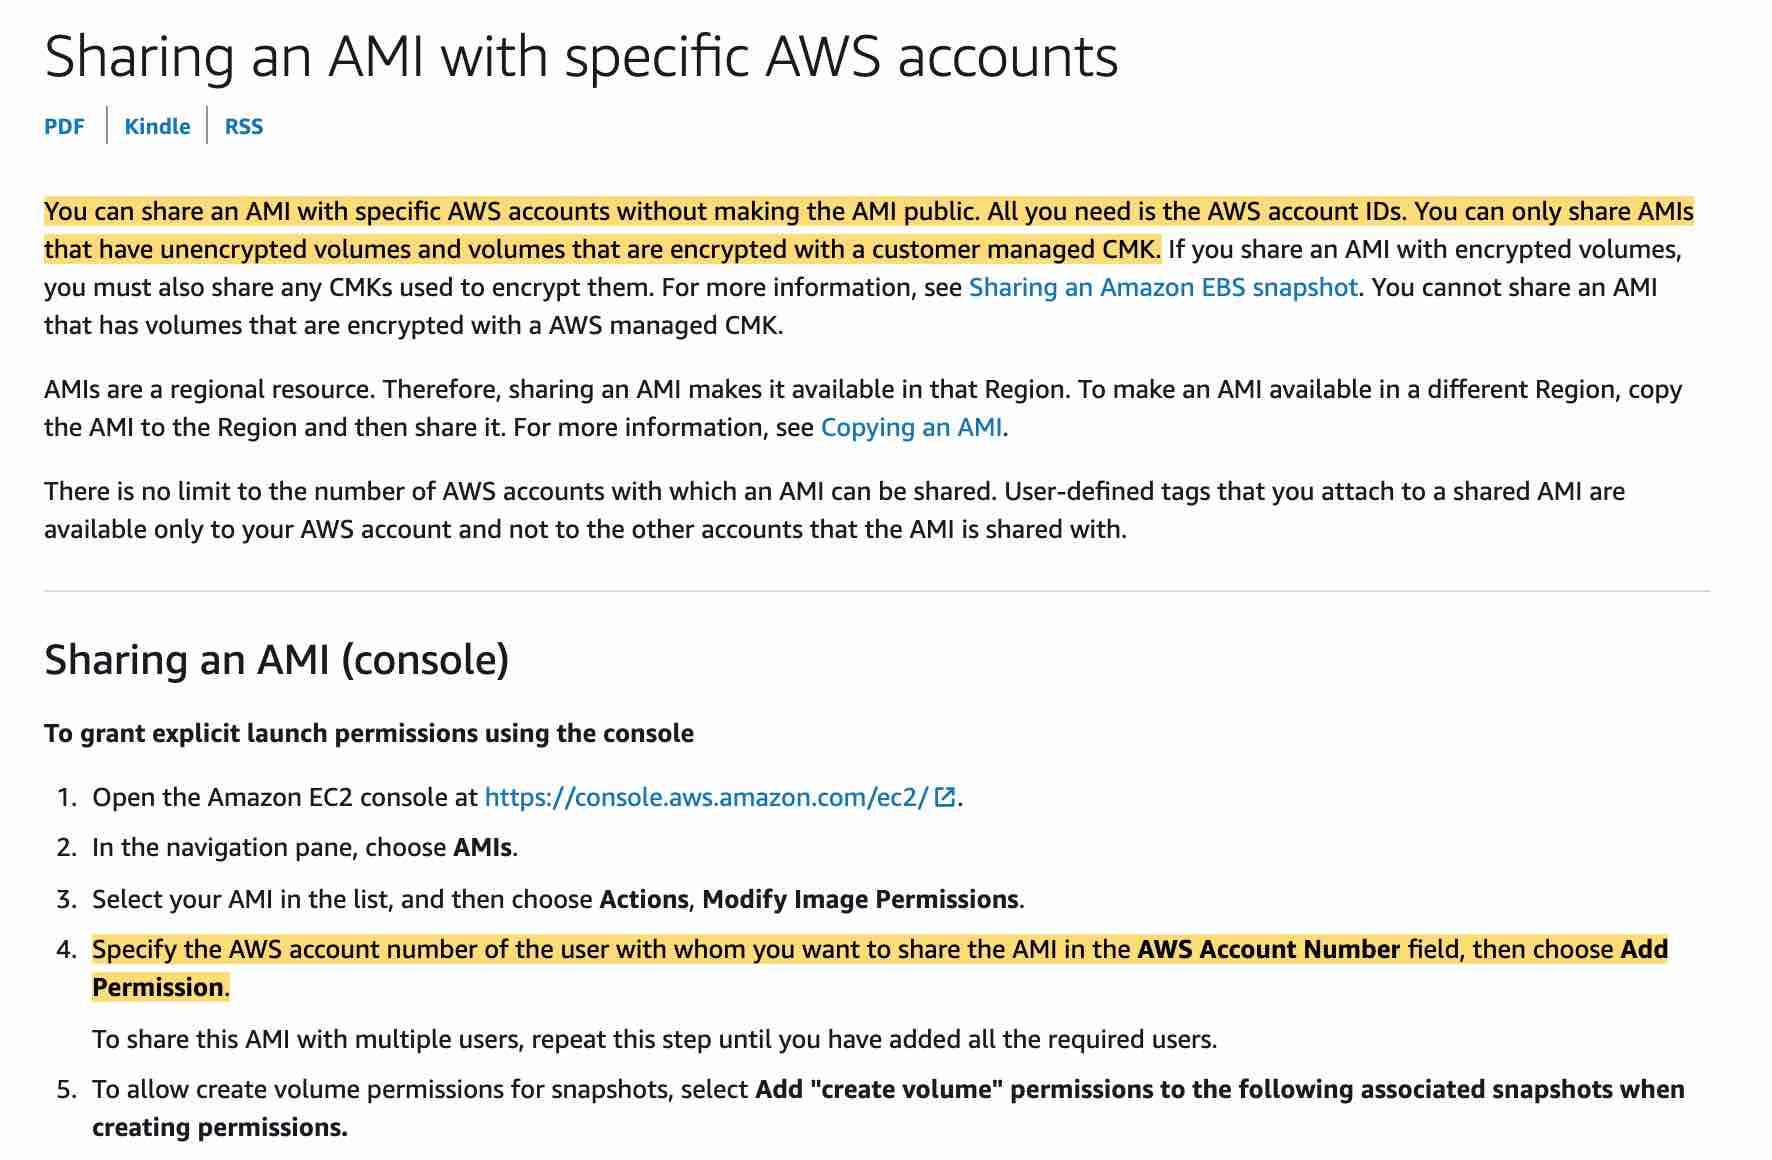 Sharing an AMI with specific AWS accounts
PDF
Kindle
RSS
You can share an AMI with specific AWS accounts without making the AMI public. All you need is the AWS account IDs. You can only share AMIs
that have unencrypted volumes and volumes that are encrypted with a customer managed CMK. If you share an AMI with encrypted volumes,
you must also share any CMKs used to encrypt them. For more information, see Sharing an Amazon EBS snapshot. You cannot share an AMI
that has volumes that are encrypted with a AWS managed CMK.
AMIs are a regional resource. Therefore, sharing an AMI makes it available in that Region. To make an AMI available in a different Region, copy
the AMI to the Region and then share it. For more information, see Copying an AMI.
There is no limit to the number of AWS accounts with which an AMI can be shared. User-defined tags that you attach to a shared AMI are
available only to your AWS account and not to the other accounts that the AMI is shared with.
Sharing an AMI (console)
To grant explicit launch permissions using the console
1. Open the Amazon EC2 console at https://console.aws.amazon.com/ec2/.
2. In the navigation pane, choose AMIs.
3. Select your AMI in the list, and then choose Actions, Modify Image Permissions.
4. Specify the AWS account number of the user with whom you want to share the AMI in the AWS Account Number field, then choose Add
Permission.
To share this AMI with multiple users, repeat this step until you have added all the required users.
5. To allow create volume permissions for snapshots, select Add "create volume" permissions to the following associated snapshots when
creating permissions.